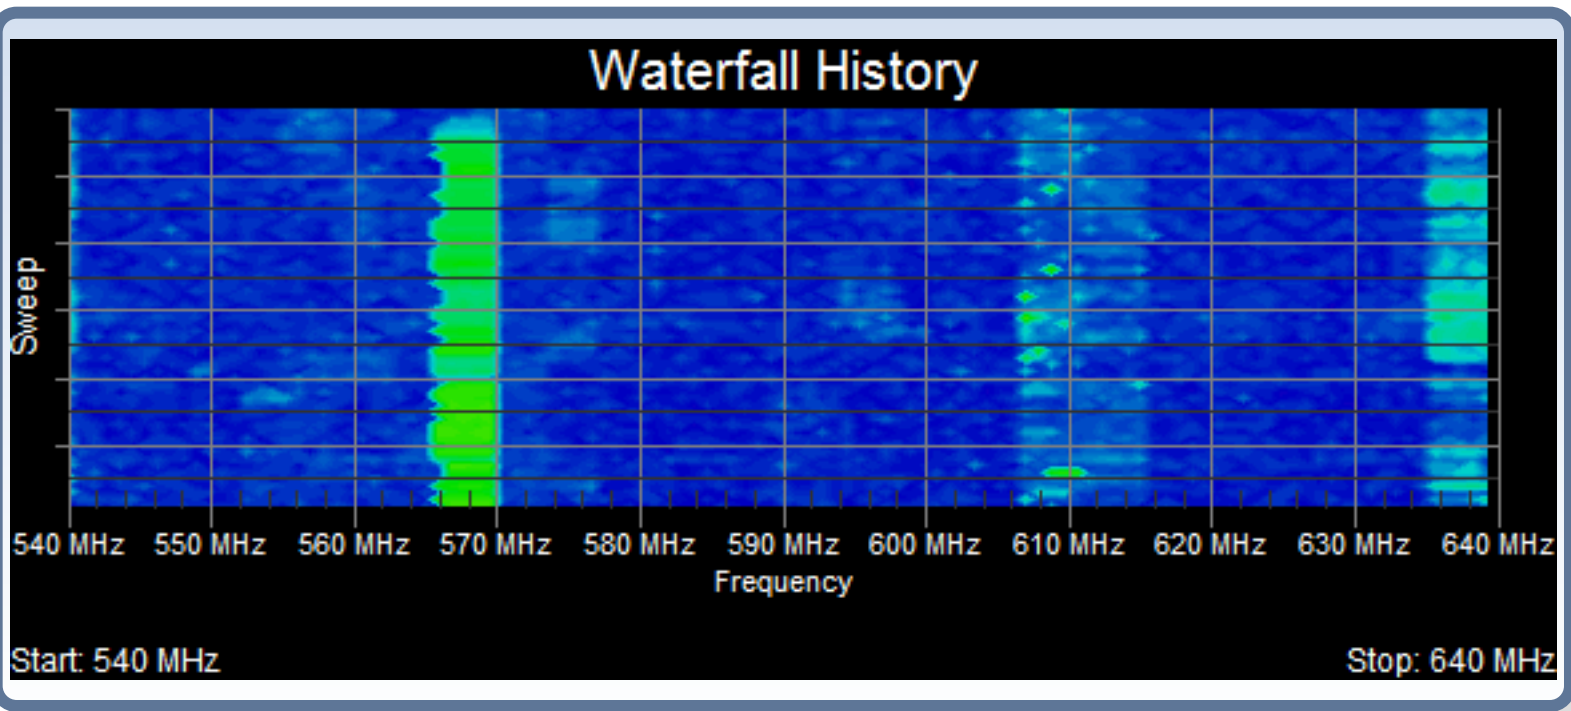 Waterfall History
Sweep
540 MHz 550 MHz 560 MHz 570 MHz 580 MHz 590 MHz 600 MHz 610 MHz 620 MHz 630 MHz 640 MHz
Frequency
Start: 540 MHz Stop: 640 MHz